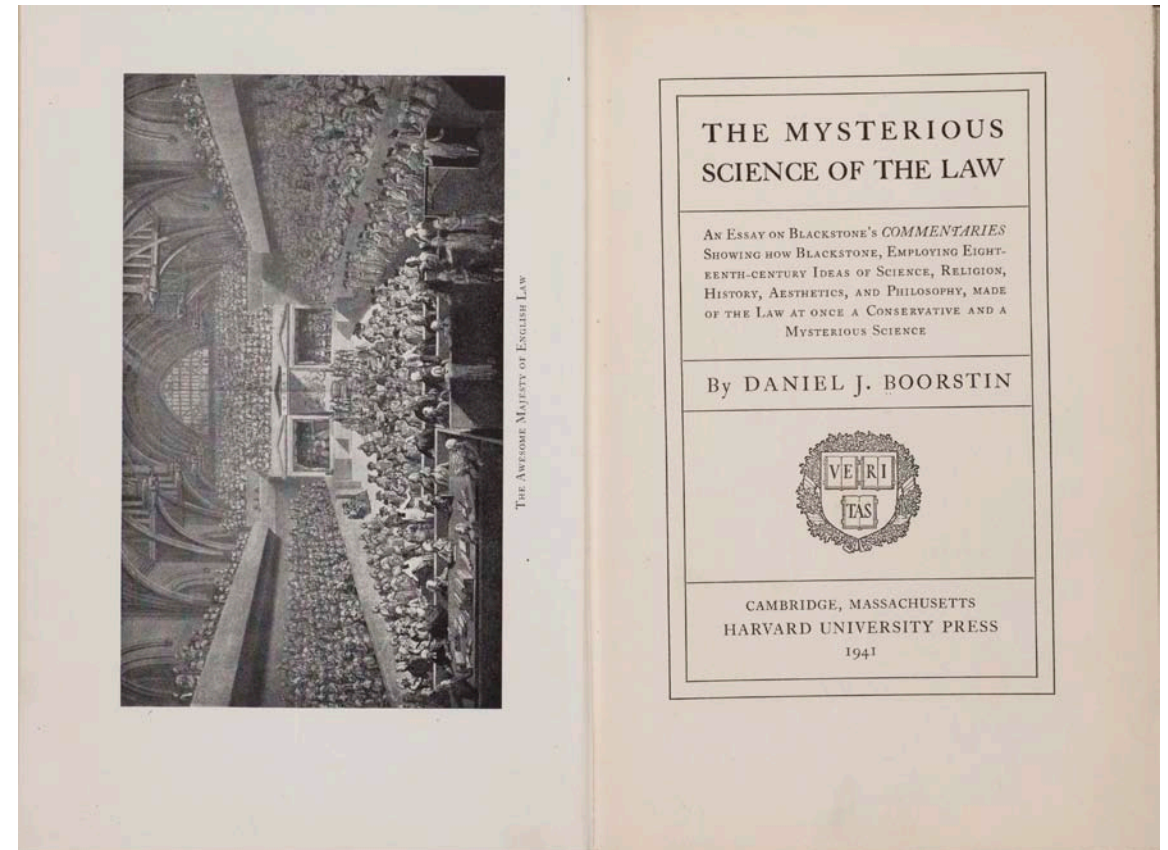 THE AWESOME MAJESTY OF ENGLISH LAW
THE MYSTERIOUS
SCIENCE OF THE LAW
AN ESSAY ON BLACKSTONE'S COMMENTARIES
SHOWING HOW BLACKSTONE, EMPLOYING EIGHT-
EENTH-CENTURY IDEAS OF SCIENCE, RELIGION,
HISTORY, AESTHETICS, AND PHILOSOPHY, MADE
OF THE LAW AT ONCE A CONSERVATIVE AND A
MYSTERIOUS SCIENCE
By DANIEL J. BOORSTIN
VE RI
TAS
CAMBRIDGE, MASSACHUSETTS
HARVARD UNIVERSITY PRESS
1941